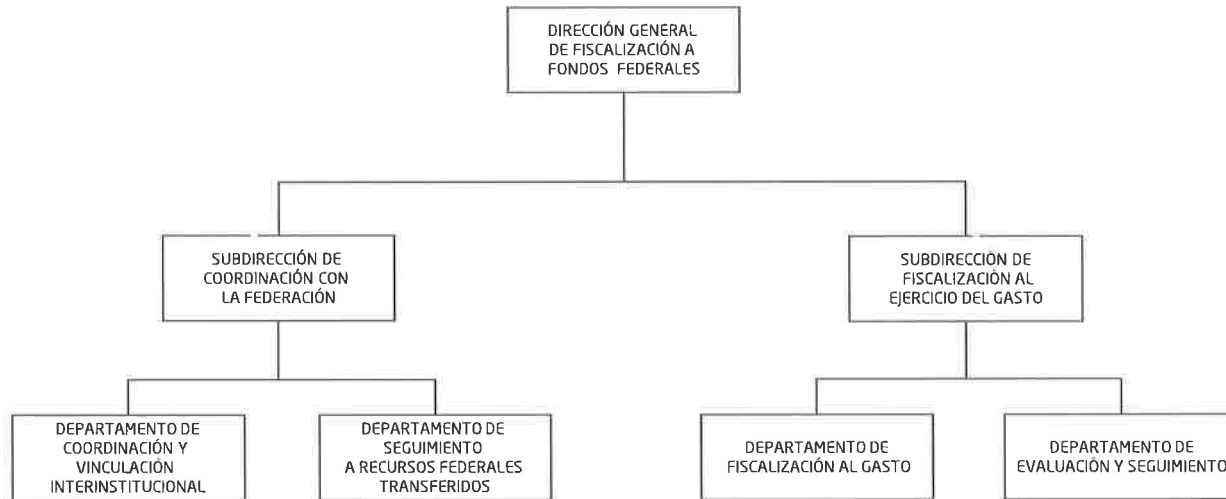 DIRECCIÓN GENERAL
DE FISCALIZACIÓN A
FONDOS FEDERALES
SUBDIRECCIÓN DE
COORDINACIÓN CON
LA FEDERACIÓN
SUBDIRECCIÓN DE
FISCALIZACIÓN AL
EJERCICIO DEL GASTO
DEPARTAMENTO DE
COORDINACIÓN Y
VINCULACIÓN
INTERINSTITUCIONAL
DEPARTAMENTO DE
SEGUIMIENTO
A RECURSOS FEDERALES
TRANSFERIDOS
DEPARTAMENTO DE
FISCALIZACIÓN AL GASTO
DEPARTAMENTO DE
EVALUACIÓN Y SEGUIMIENTO